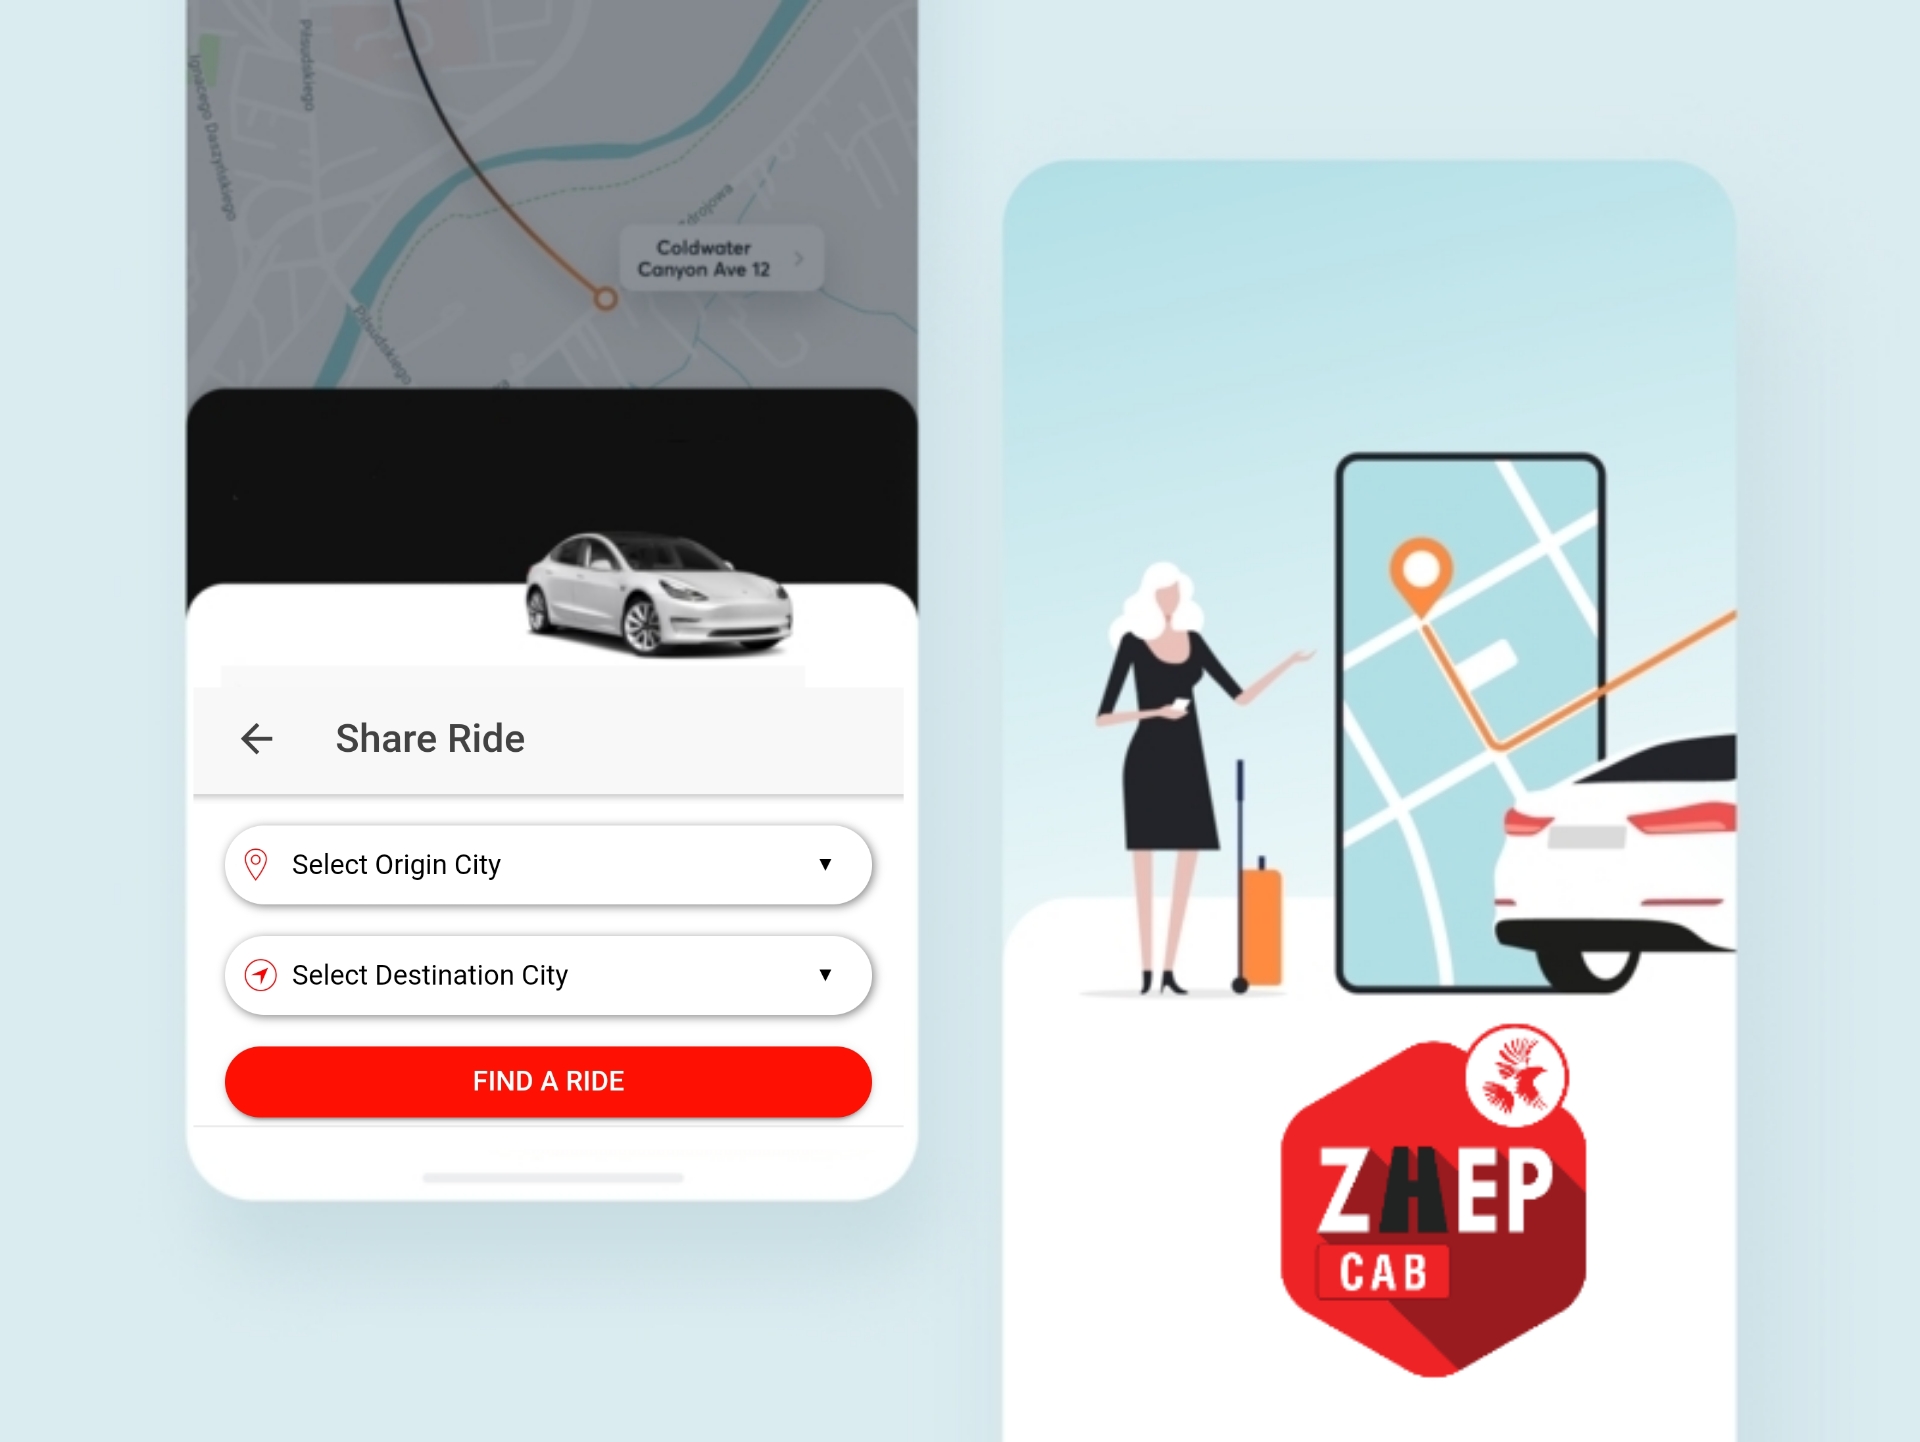 Piłsudskiego
Ignacego Daszyńskiego
drojowa
Coldwater
Canyon Ave 12
Piłsudskiego
Share Ride
Select Origin City
Select Destination City
FIND A RIDE
ZHEP
CAB